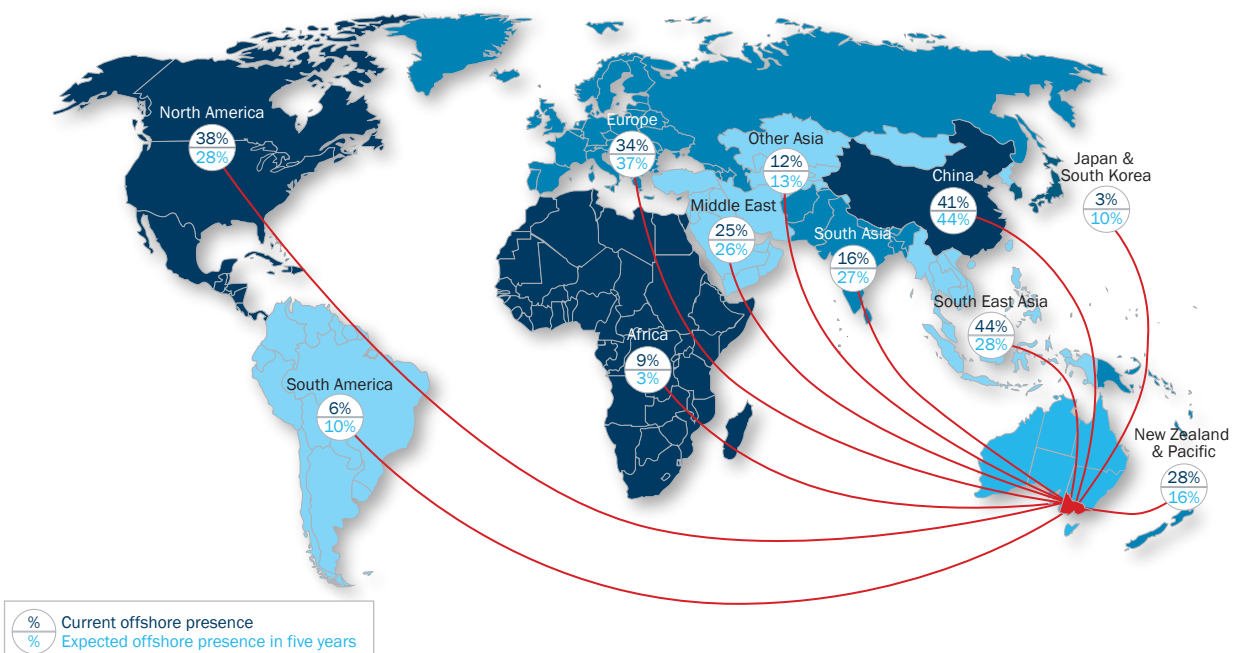 North America
38%
28%
Europe
34%
37%
Other Asia
12%
13%
Japan &
South Korea
3%
10%
China
41%
44%
Middle East
25%
26%
South Asia
16%
27%
South East Asia
44%
28%
Africa
9%
3%
South America
6%
10%
New Zealand
& Pacific
28%
16%
% Current offshore presence
% Expected offshore presence in five years